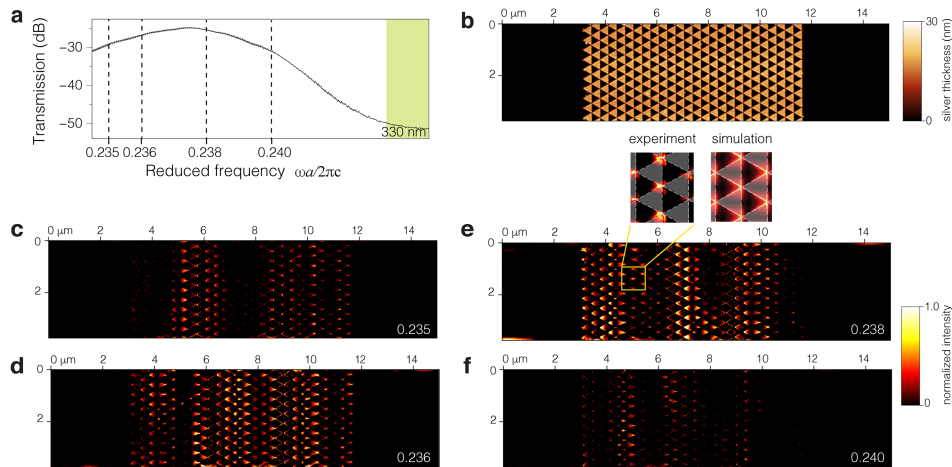 a
Transmission (dB)
−30
−40
−50
330 nm
0.235 0.236 0.238 0.240
Reduced frequency ωa/2πc
b
0 μm 2 4 6 8 10 12 14
0
2
30
0
silver thickness (nm)
experiment simulation
c
0 μm 2 4 6 8 10 12 14
0
2
0.235
e
0 μm 2 4 6 8 10 12 14
0
2
0.238
d
0 μm 2 4 6 8 10 12 14
0
2
0.236
f
0 μm 2 4 6 8 10 12 14
0
2
0.240
1.0
0
normalized intensity